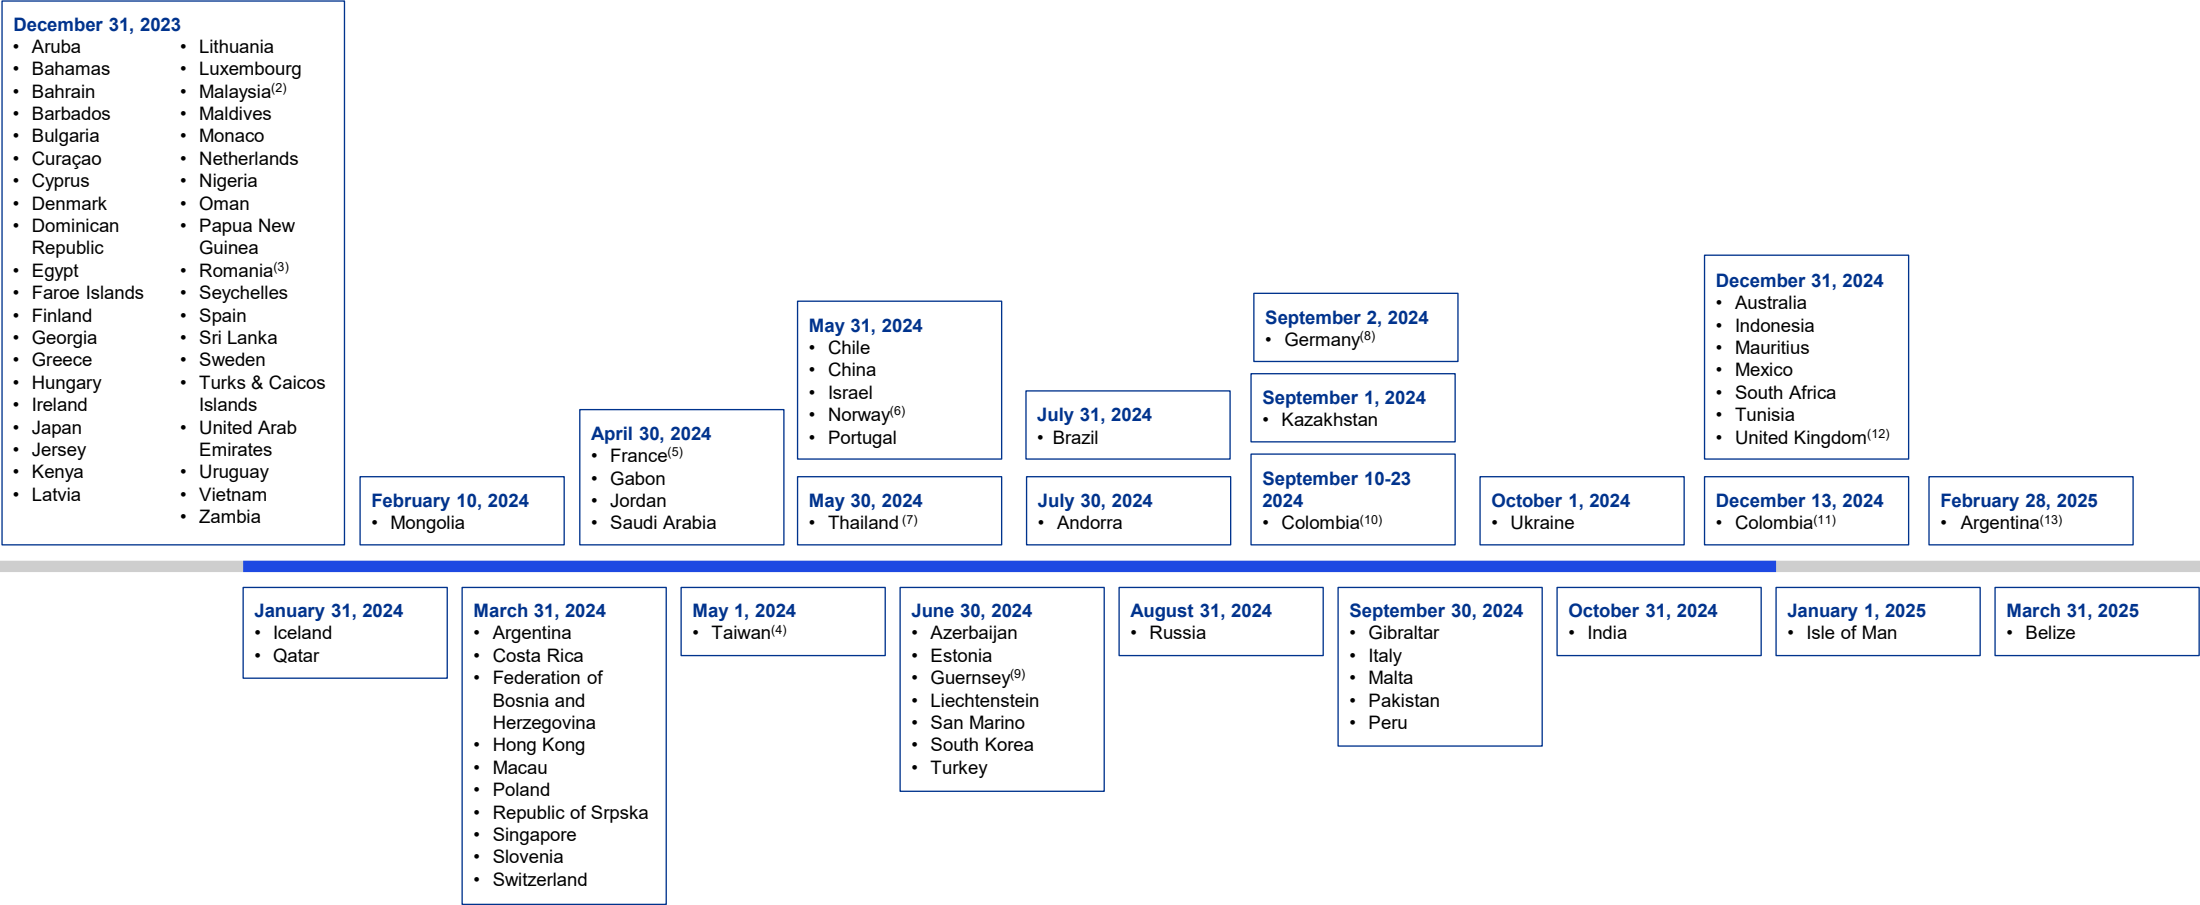 December 31, 2023
• Aruba
• Bahamas
• Bahrain
• Barbados
• Bulgaria
• Curaçao
• Cyprus
• Denmark
• Dominican
Republic
• Egypt
• Faroe Islands
• Finland
• Georgia
• Greece
• Hungary
• Ireland
• Japan
• Jersey
• Kenya
• Latvia
• Lithuania
• Luxembourg
• Malaysia(2)
• Maldives
• Monaco
• Netherlands
• Nigeria
• Oman
• Papua New
Guinea
• Romania(3)
• Seychelles
• Spain
• Sri Lanka
• Sweden
• Turks & Caicos
Islands
• United Arab
Emirates
• Uruguay
• Vietnam
• Zambia
February 10, 2024
• Mongolia
April 30, 2024
• France(5)
• Gabon
• Jordan
• Saudi Arabia
May 31, 2024
• Chile
• China
• Israel
• Norway(6)
• Portugal
May 30, 2024
• Thailand (7)
July 31, 2024
• Brazil
July 30, 2024
• Andorra
September 2, 2024
• Germany(8)
September 1, 2024
• Kazakhstan
September 10-23
2024
• Colombia(10)
October 1, 2024
• Ukraine
December 31, 2024
• Australia
• Indonesia
• Mauritius
• Mexico
• South Africa
• Tunisia
• United Kingdom(12)
December 13, 2024
• Colombia(11)
February 28, 2025
• Argentina(13)
January 31, 2024
• Iceland
• Qatar
March 31, 2024
• Argentina
• Costa Rica
• Federation of
Bosnia and
Herzegovina
• Hong Kong
• Macau
• Poland
• Republic of Srpska
• Singapore
• Slovenia
• Switzerland
May 1, 2024
• Taiwan(4)
June 30, 2024
• Azerbaijan
• Estonia
• Guernsey(9)
• Liechtenstein
• San Marino
• South Korea
• Turkey
August 31, 2024
• Russia
September 30, 2024
• Gibraltar
• Italy
• Malta
• Pakistan
• Peru
October 31, 2024
• India
January 1, 2025
• Isle of Man
March 31, 2025
• Belize